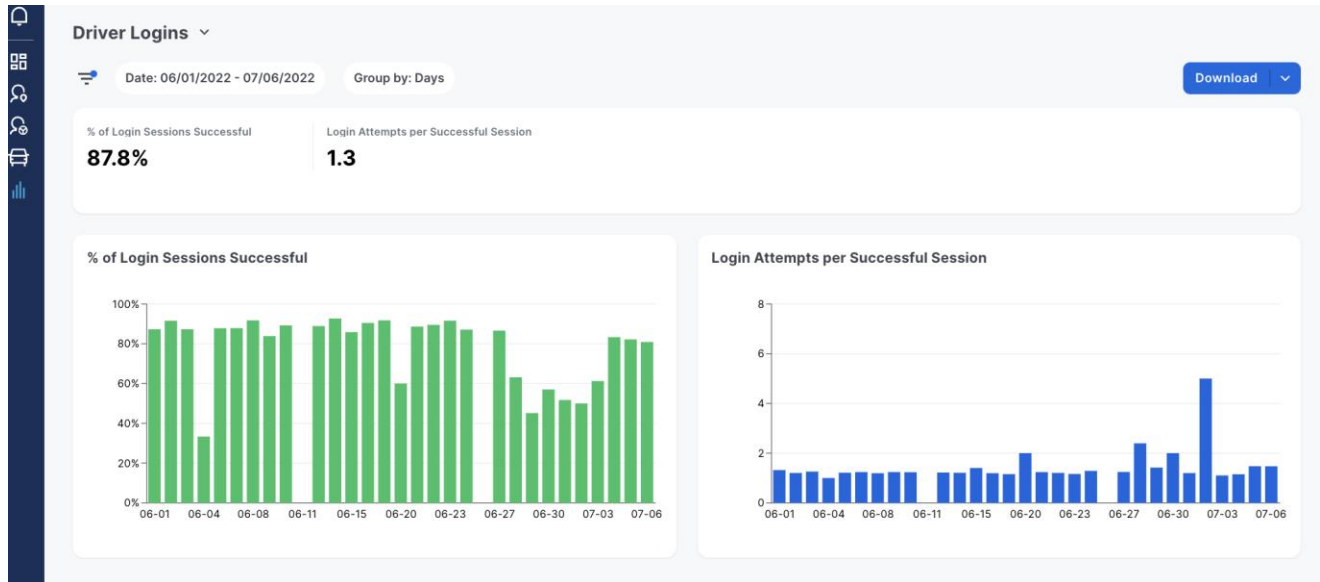 Driver Logins
Date: 06/01/2022 - 07/06/2022
Group by: Days
Download
% of Login Sessions Successful
87.8%
Login Attempts per Successful Session
1.3
% of Login Sessions Successful
100%
80%
60%
40%
20%
0%
06-01 06-04 06-08 06-11 06-15 06-20 06-23 06-27 06-30 07-03 07-06
Login Attempts per Successful Session
8
6
4
2
0
06-01 06-04 06-08 06-11 06-15 06-20 06-23 06-27 06-30 07-03 07-06